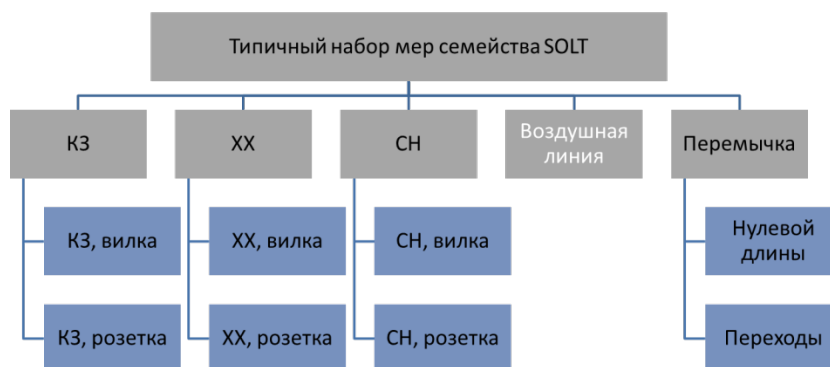 Типичный набор мер семейства SOLT
КЗ
ХХ
СН
Воздушная
линия
Перемычка
КЗ, вилка
ХХ, вилка
СН, вилка
Нулевой
длины
КЗ, розетка
ХХ, розетка
СН, розетка
Переходы